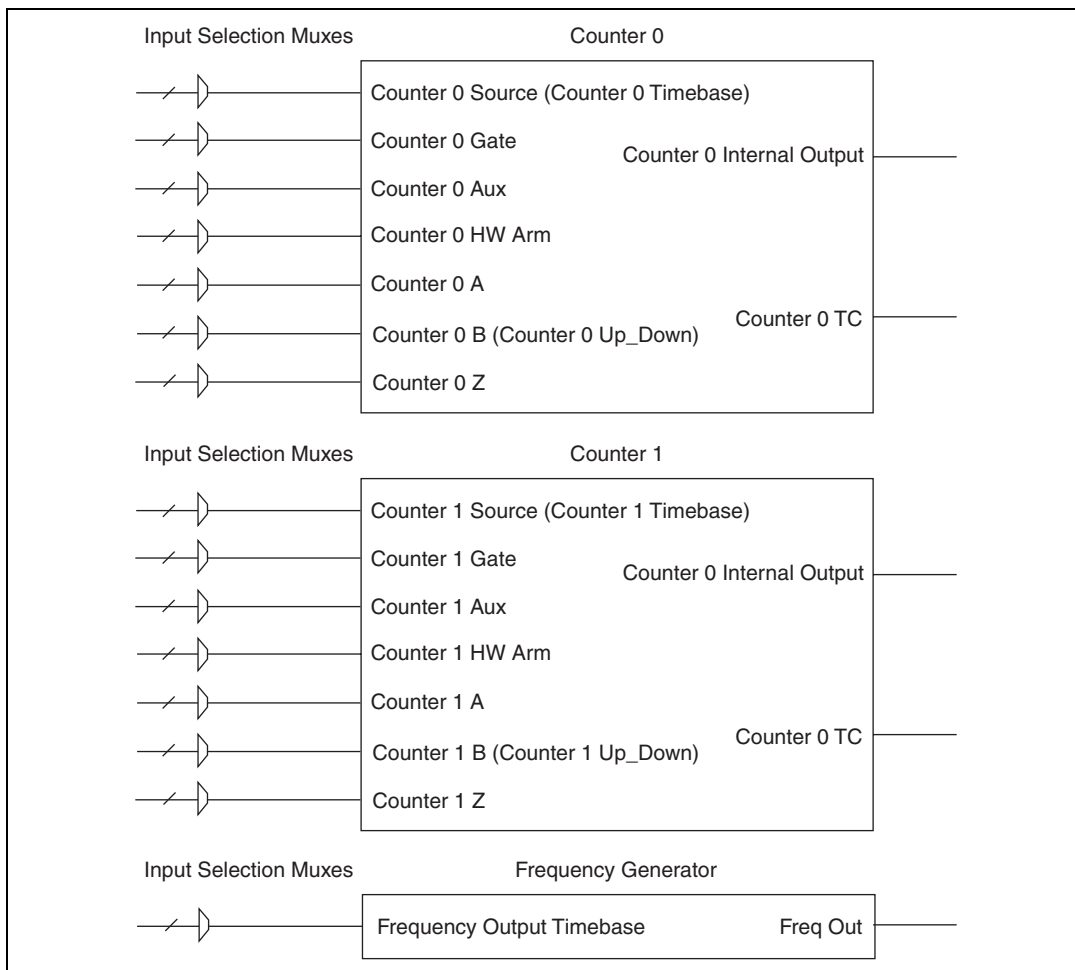 Input Selection Muxes Counter 0
Counter 0 Source (Counter 0 Timebase)
Counter 0 Gate
Counter 0 Internal Output
Counter 0 Aux
Counter 0 HW Arm
Counter 0 A
Counter 0 TC
Counter 0 B (Counter 0 Up_Down)
Counter 0 Z
Input Selection Muxes Counter 1
Counter 1 Source (Counter 1 Timebase)
Counter 1 Gate
Counter 0 Internal Output
Counter 1 Aux
Counter 1 HW Arm
Counter 1 A
Counter 0 TC
Counter 1 B (Counter 1 Up_Down)
Counter 1 Z
Input Selection Muxes Frequency Generator
Frequency Output Timebase Freq Out